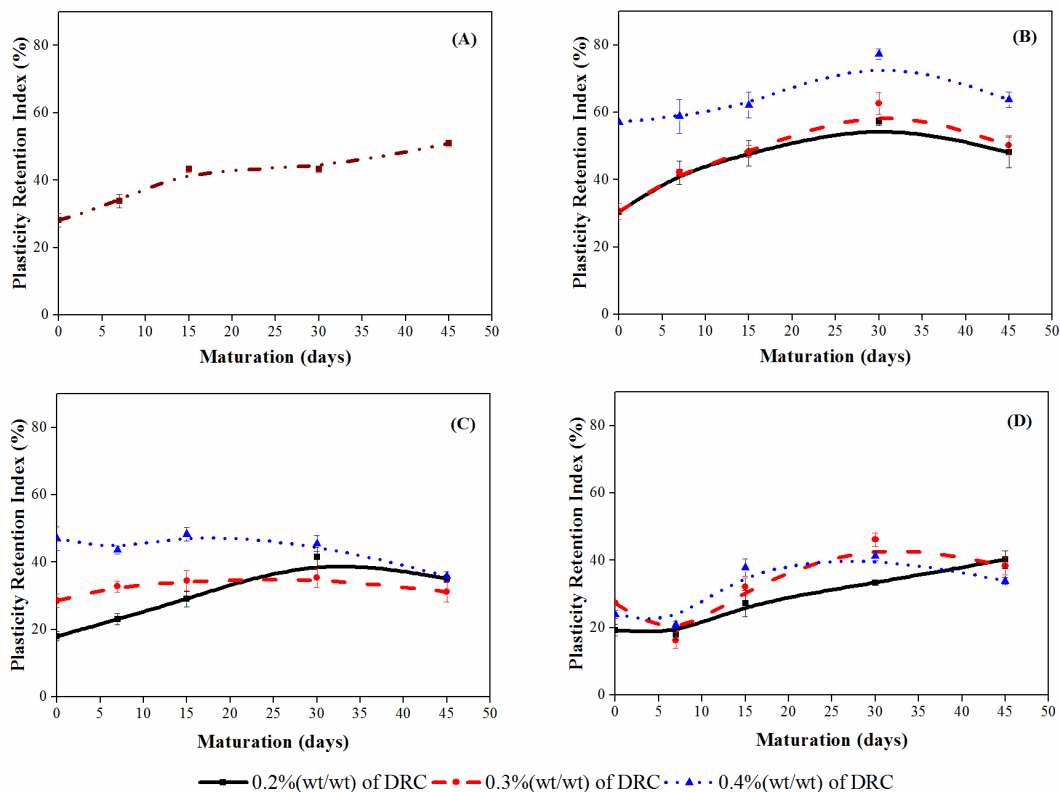 (A)
Plasticity Retention Index (%)
80
60
40
20
0
0 5 10 15 20 25 30 35 40 45 50
Maturation (days)
(B)
Plasticity Retention Index (%)
80
60
40
20
0
0 5 10 15 20 25 30 35 40 45 50
Maturation (days)
(C)
Plasticity Retention Index (%)
80
60
40
20
0
0 5 10 15 20 25 30 35 40 45 50
Maturation (days)
(D)
Plasticity Retention Index (%)
80
60
40
20
0
0 5 10 15 20 25 30 35 40 45 50
Maturation (days)
0.2%(wt/wt) of DRC 0.3%(wt/wt) of DRC 0.4%(wt/wt) of DRC